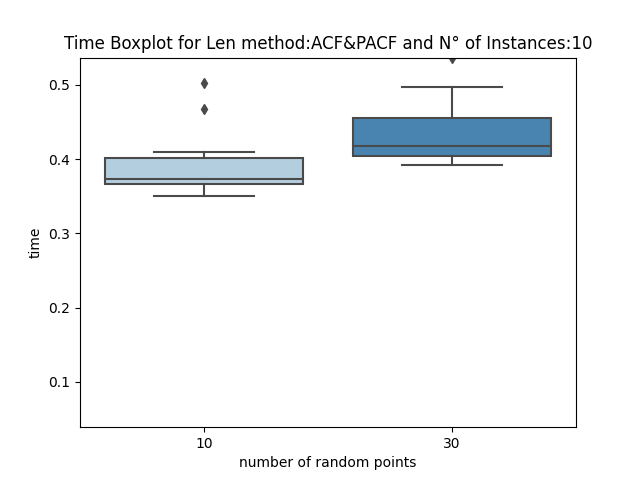 Time Boxplot for Len method:ACF&PACF and N° of Instances:10
0.5
0.4
0.3
0.2
0.1
time
10
30
number of random points